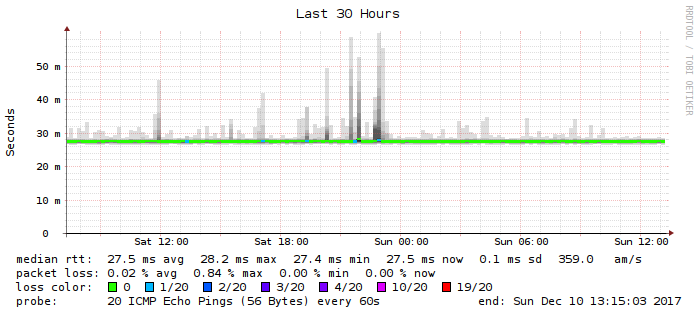 Last 30 Hours
RRDTOOL / TOBI OETIKER
Seconds
50 m
40 m
30 m
20 m
10 m
0
Sat 12:00 Sat 18:00 Sun 00:00 Sun 06:00 Sun 12:00
median rtt: 27.5 ms avg 28.2 ms max 27.4 ms min 27.5 ms now 0.1 ms sd 359.0 am/s
packet loss: 0.02 % avg 0.84 % max 0.00 % min 0.00 % now
loss color: 0 1/20 2/20 3/20 4/20 10/20 19/20
probe: 20 ICMP Echo Pings (56 Bytes) every 60s end: Sun Dec 10 13:15:03 2017